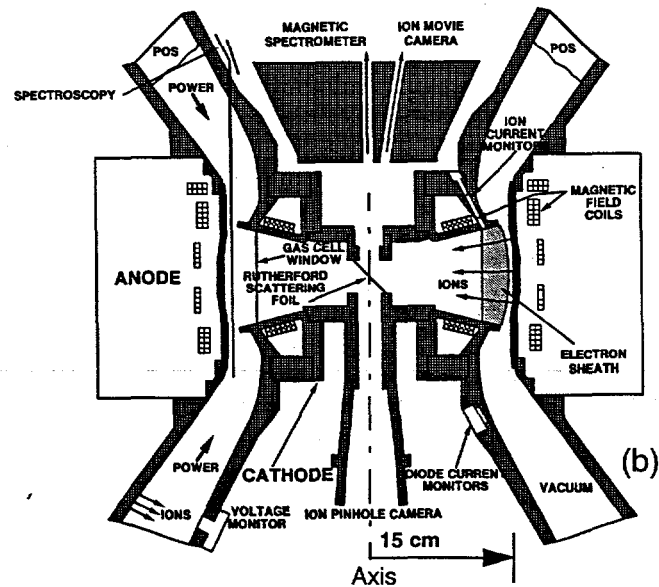 MAGNETIC
SPECTROMETER
ION MOVIE
CAMERA
POS
POS
SPECTROSCOPY
POWER
ION
CURRENT
MONITORS
MAGNETIC
FIELD
COILS
GAS CELL
WINDOW
ANODE
RUTHERFORD
SCATTERING
FOIL
IONS
ELECTRON
SHEATH
POWER
CATHODE
DIODE CURRENT
MONITORS
(b)
VACUUM
IONS
VOLTAGE
MONITOR
ION PINHOLE CAMERA
15 cm
Axis